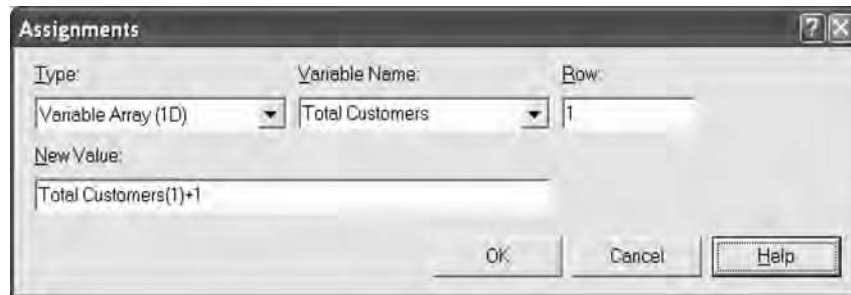 Assignments
Type:
Variable Name:
Row:
Variable Array (1D)
Total Customers
1
New Value:
Total Customers(1)+1
OK
Cancel
Help